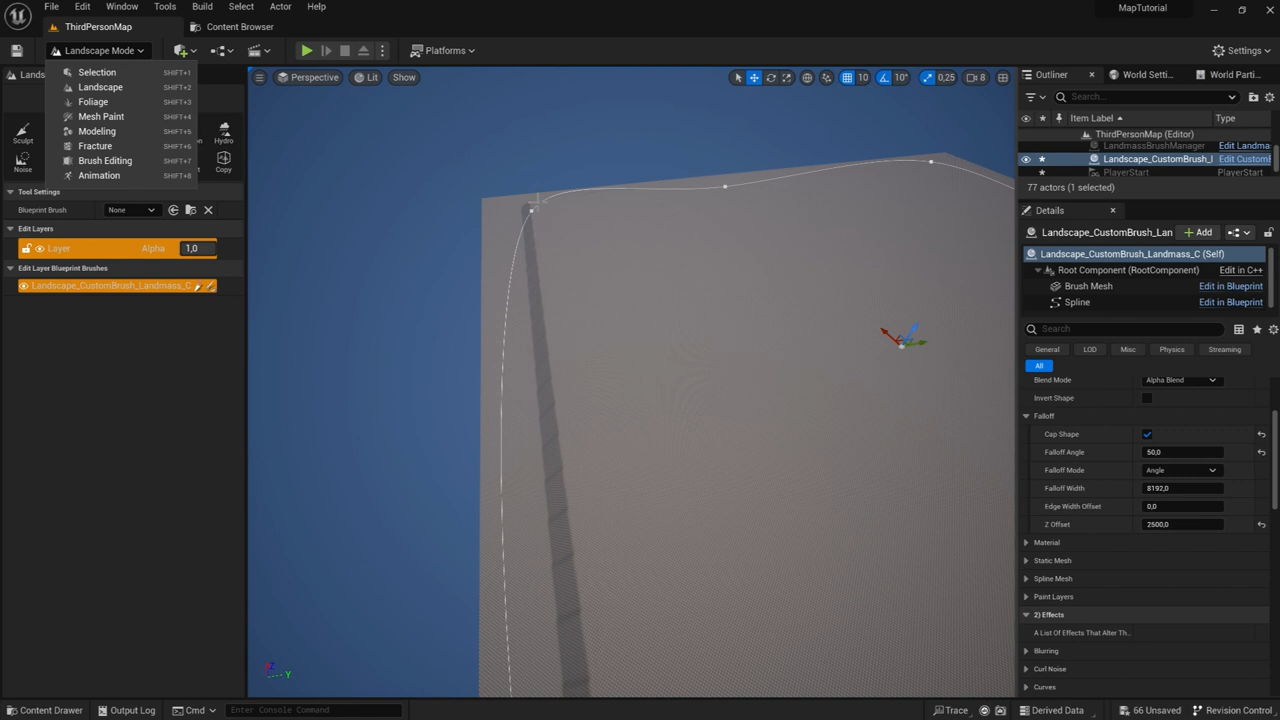 File Edit Window Tools Build Select Actor Help
MapTutorial
ThirdPersonMap
Content Browser
Landscape Mode
Platforms
Settings
Selection SHIFT+1
Landscape SHIFT+2
Foliage SHIFT+3
Mesh Paint SHIFT+4
Modeling SHIFT+5
Fracture SHIFT+6
Brush Editing SHIFT+7
Animation SHIFT+8
Lands
Sculpt
Hydro
Noise
Copy
Tool Settings
Blueprint Brush None
Edit Layers
Layer Alpha 1,0
Edit Layer Blueprint Brushes
Landscape_CustomBrush_Landmass_C
Perspective Lit Show
10 10° 0,25 8
Z
Y
Outliner World Setti... World Parti...
Search...
Item Label Type
ThirdPersonMap (Editor)
LandmassBrushManager Edit Landma
Landscape_CustomBrush_l Edit CustomE
PlayerStart PlayerStart
77 actors (1 selected)
Details
Landscape_CustomBrush_Lan Add
Landscape_CustomBrush_Landmass_C (Self)
Root Component (RootComponent) Edit in C++
Brush Mesh Edit in Blueprint
Spline Edit in Blueprint
Search
General LOD Misc Physics Streaming
All
Blend Mode Alpha Blend
Invert Shape
Falloff
Cap Shape
Falloff Angle 50,0
Falloff Mode Angle
Falloff Width 8192,0
Edge Width Offset 0,0
Z Offset 2500,0
Material
Static Mesh
Spline Mesh
Paint Layers
2) Effects
A List Of Effects That Alter Th...
Blurring
Curl Noise
Curves
Content Drawer Output Log Cmd Enter Console Command
Trace Derived Data 66 Unsaved Revision Control